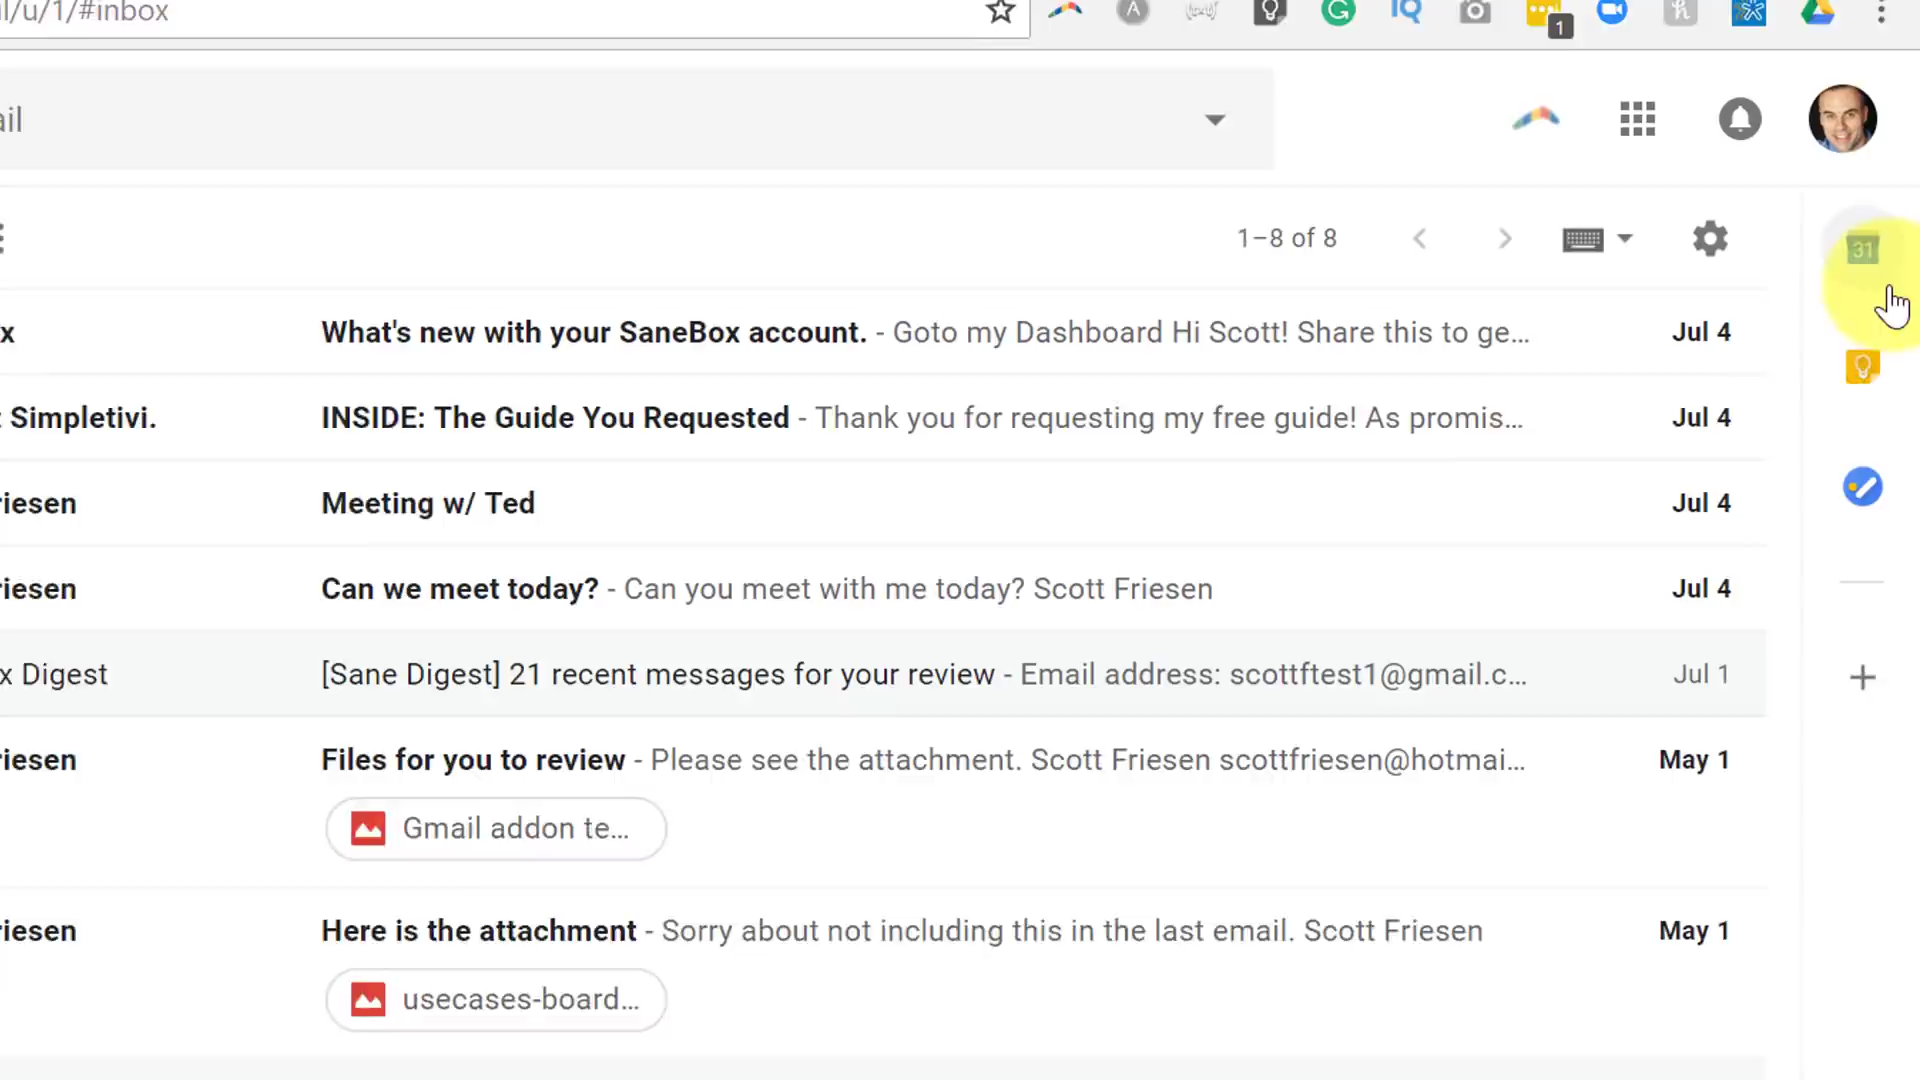 il/u/1/#inbox
1
ail
1–8 of 8
31
x What's new with your SaneBox account. - Goto my Dashboard Hi Scott! Share this to ge... Jul 4
: Simpletivi. INSIDE: The Guide You Requested - Thank you for requesting my free guide! As promis... Jul 4
riesen Meeting w/ Ted Jul 4
riesen Can we meet today? - Can you meet with me today? Scott Friesen Jul 4
x Digest [Sane Digest] 21 recent messages for your review - Email address: scottftest1@gmail.c... Jul 1
riesen Files for you to review - Please see the attachment. Scott Friesen scottfriesen@hotmai... May 1
Gmail addon te...
riesen Here is the attachment - Sorry about not including this in the last email. Scott Friesen May 1
usecases-board...